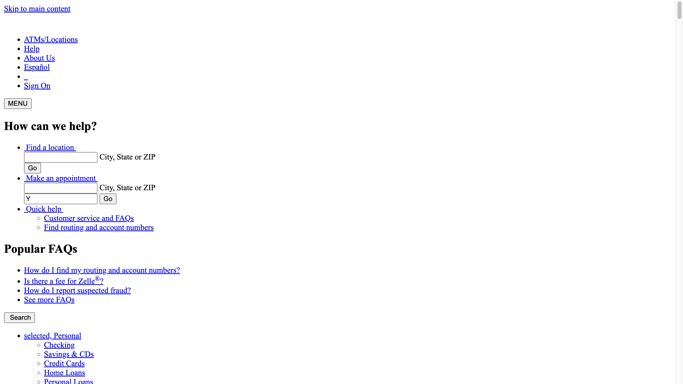 Skip to main content
ATMs/Locations
Help
About Us
Español
Sign On
MENU
How can we help?
Find a location
City, State or ZIP
Go
Make an appointment
City, State or ZIP
Y Go
Quick help
Customer service and FAQs
Find routing and account numbers
Popular FAQs
How do I find my routing and account numbers?
Is there a fee for Zelle®?
How do I report suspected fraud?
See more FAQs
Search
selected, Personal
Checking
Savings & CDs
Credit Cards
Home Loans
Personal Loans